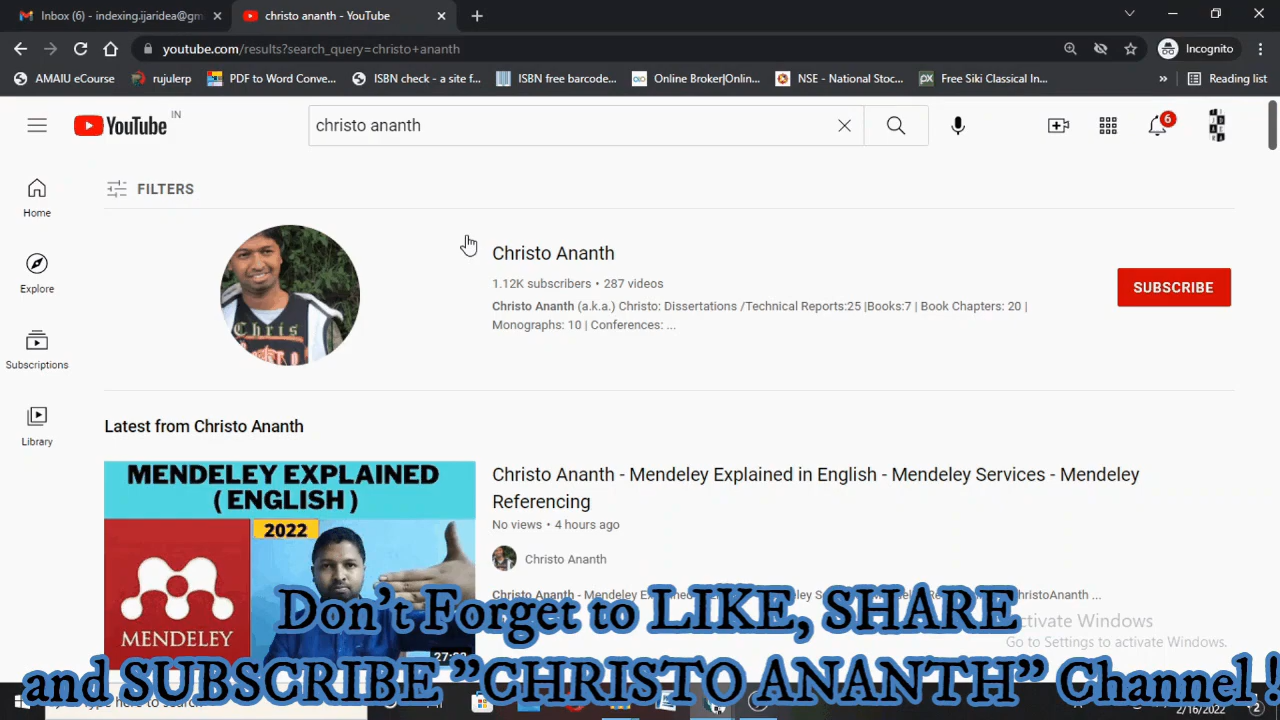 Inbox (6) - indexing.ijaridea@gm
christo ananth - YouTube
youtube.com/results?search_query=christo+ananth
Incognito
AMAIU eCourse
rujulerp
PDF to Word Conve...
ISBN check - a site f...
ISBN free barcode...
Online Broker|Onlin...
NSE - National Stoc...
Free Siki Classical In...
»
Reading list
YouTube IN
christo ananth
6
Home
Explore
Subscriptions
Library
FILTERS
Christo Ananth
1.12K subscribers • 287 videos
Christo Ananth (a.k.a.) Christo: Dissertations /Technical Reports:25 |Books:7 | Book Chapters: 20 |
Monographs: 10 | Conferences: ...
SUBSCRIBE
Chris
Latest from Christo Ananth
MENDELEY EXPLAINED
( ENGLISH )
2022
MENDELEY
Christo Ananth - Mendeley Explained in English - Mendeley Services - Mendeley
Referencing
No views • 4 hours ago
Christo Ananth
Christo Ananth - Mendeley
Ananth ...
Don't Forget to LIKE, SHARE
and SUBSCRIBE "CHRISTO ANANTH" Channel !
Activate Windows
Go to Settings to activate Windows.
2/16/2022
2